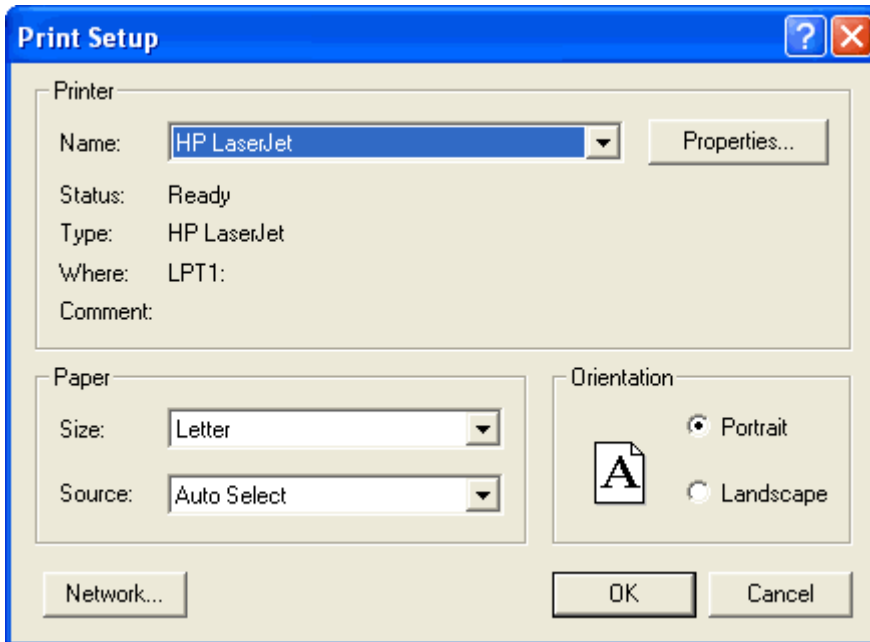 Print Setup
Printer
Name: HP LaserJet Properties...
Status: Ready
Type: HP LaserJet
Where: LPT1:
Comment:
Paper
Size: Letter
Source: Auto Select
Orientation
A
Portrait
Landscape
Network... OK Cancel